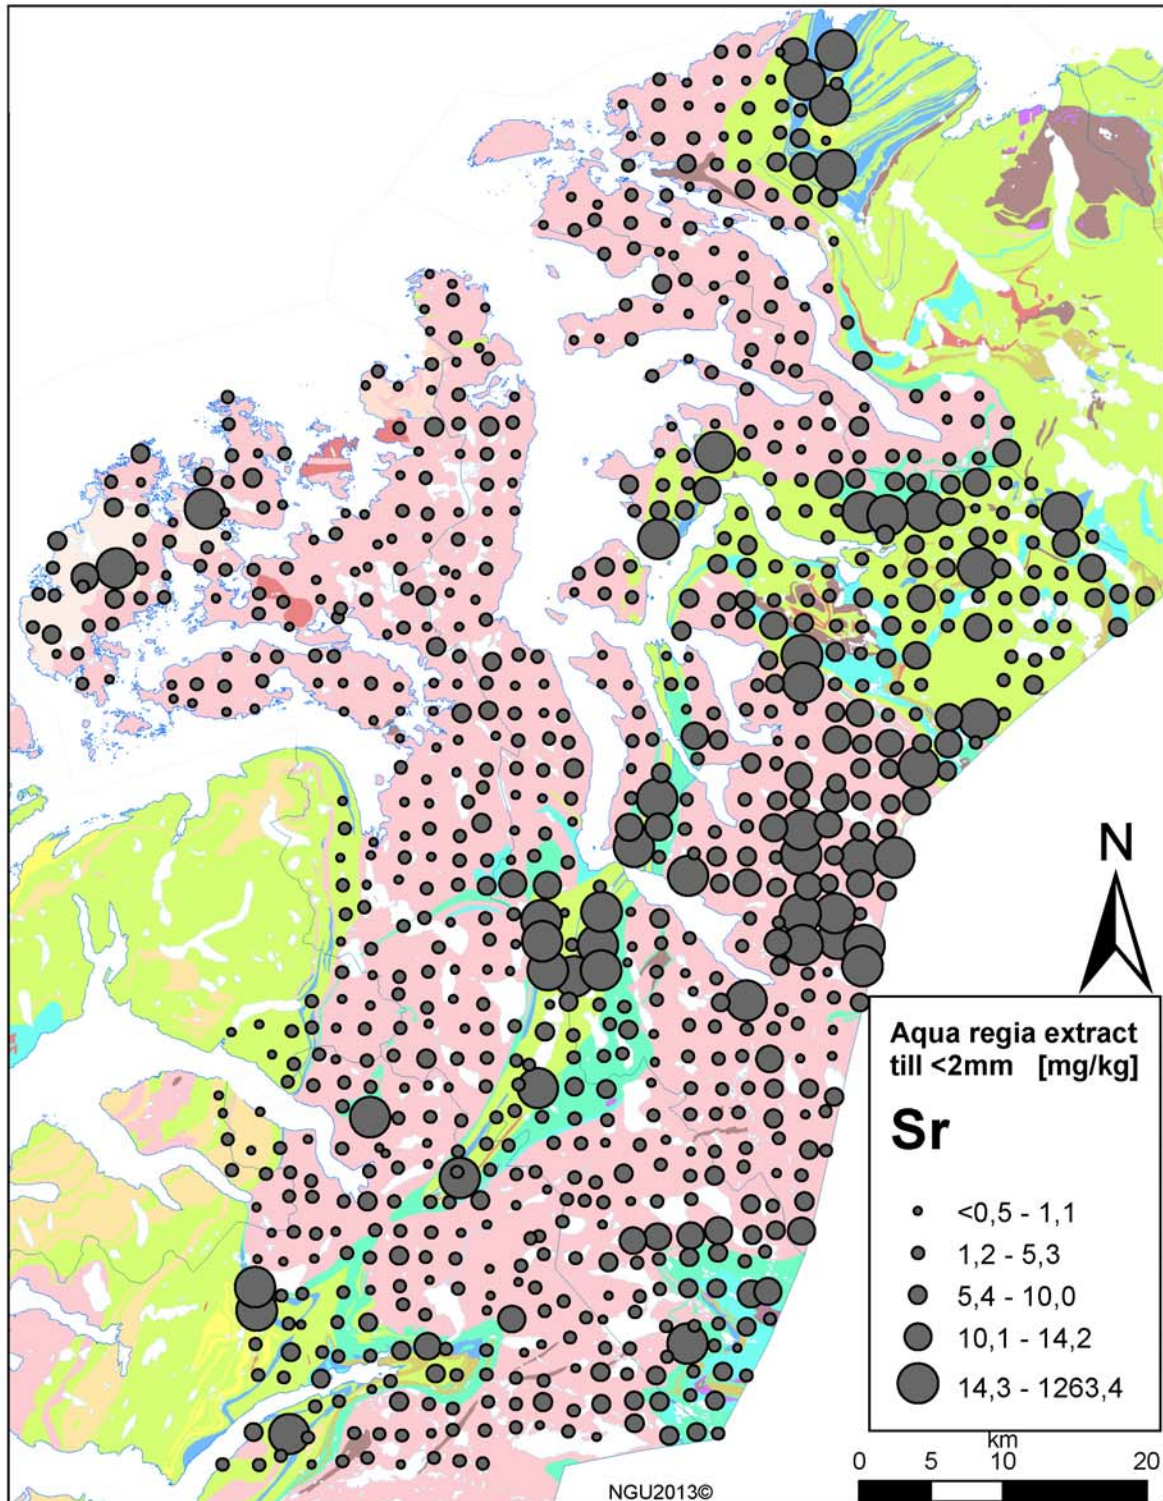 N
Aqua regia extract
till <2mm [mg/kg]
Sr
<0,5 - 1,1
1,2 - 5,3
5,4 - 10,0
10,1 - 14,2
14,3 - 1263,4
km
0 5 10 20
NGU2013©